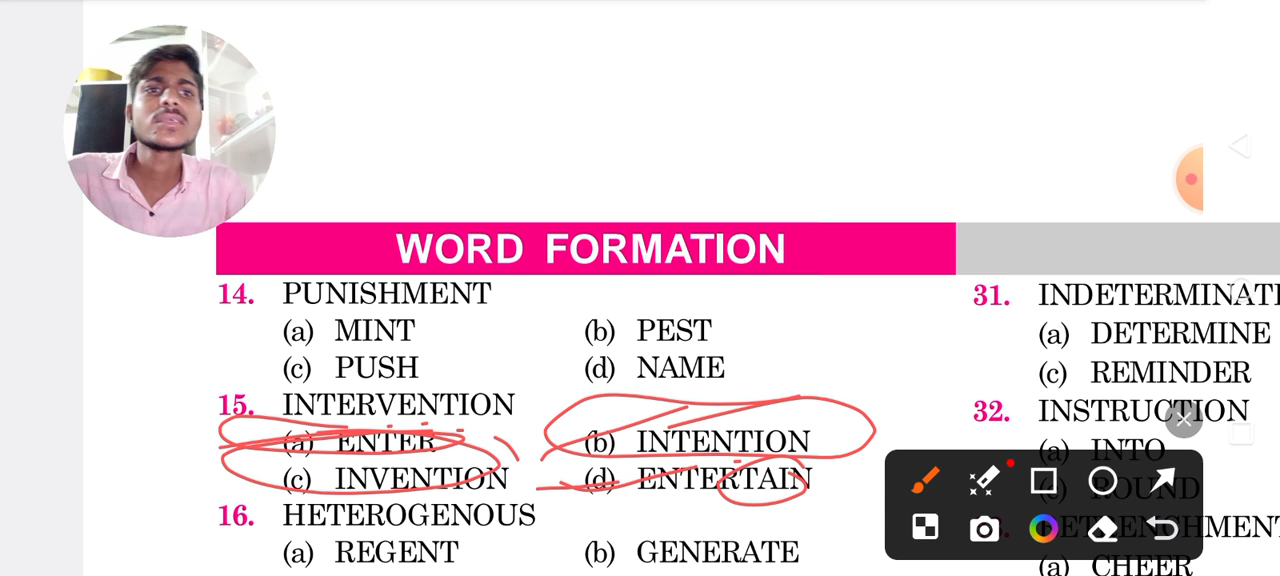 WORD FORMATION
14. PUNISHMENT
(a) MINT (b) PEST
(c) PUSH (d) NAME
15. INTERVENTION
(a) ENTER (b) INTENTION
(c) INVENTION (d) ENTERTAIN
16. HETEROGENOUS
(a) REGENT (b) GENERATE
31.
(a) DETERMINE
(c) REMINDER
32. INSTRUCTION
(a) INTO
ROUND
(a) CHEER